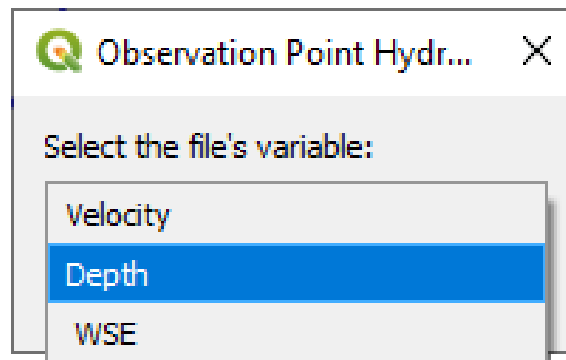 Observation Point Hydr...
Select the file's variable:
Velocity
Depth
WSE